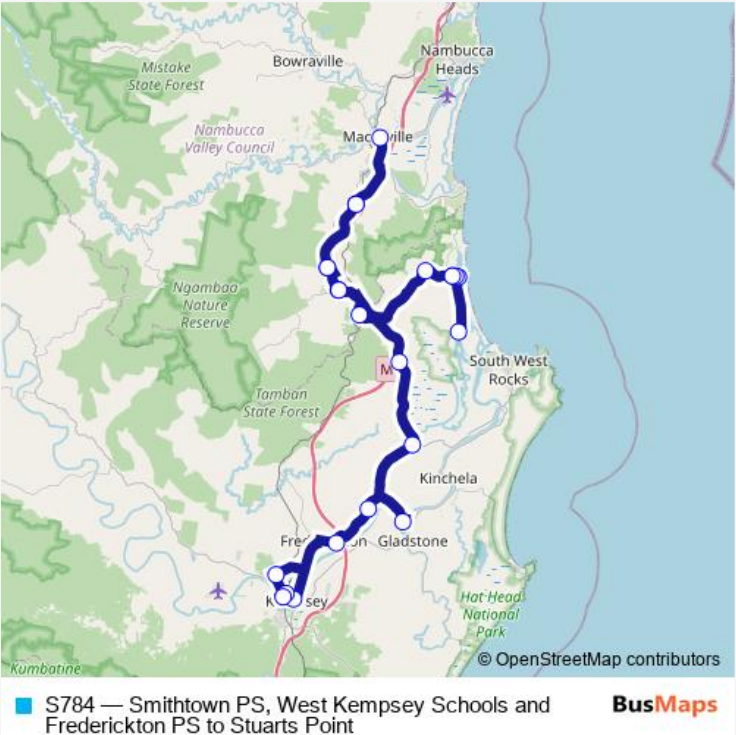 Nambucca
Heads
Bowraville
Mistake
State Forest
Nambucca
Valley Council
Ngambaa
Nature
Reserve
South West
Rocks
M
Tamban
State Forest
Kinchela
Gladstone
Hat Head
National
Park
Kumbatine
© OpenStreetMap contributors
S784 — Smithtown PS, West Kempsey Schools and
Frederickton PS to Stuarts Point
BusMaps